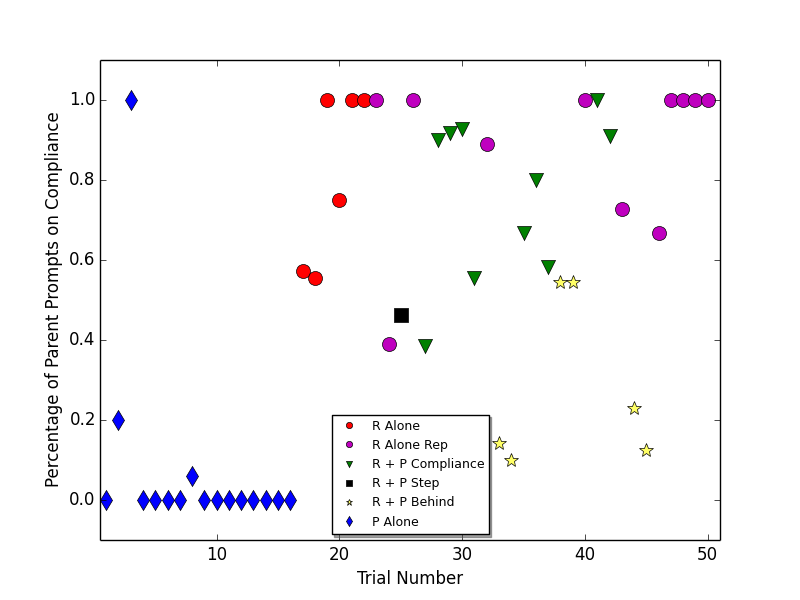 1.0
0.8
0.6
0.4
0.2
0.0
Percentage of Parent Prompts on Compliance
R Alone
R Alone Rep
R + P Compliance
R + P Step
R + P Behind
P Alone
10 20 30 40 50
Trial Number